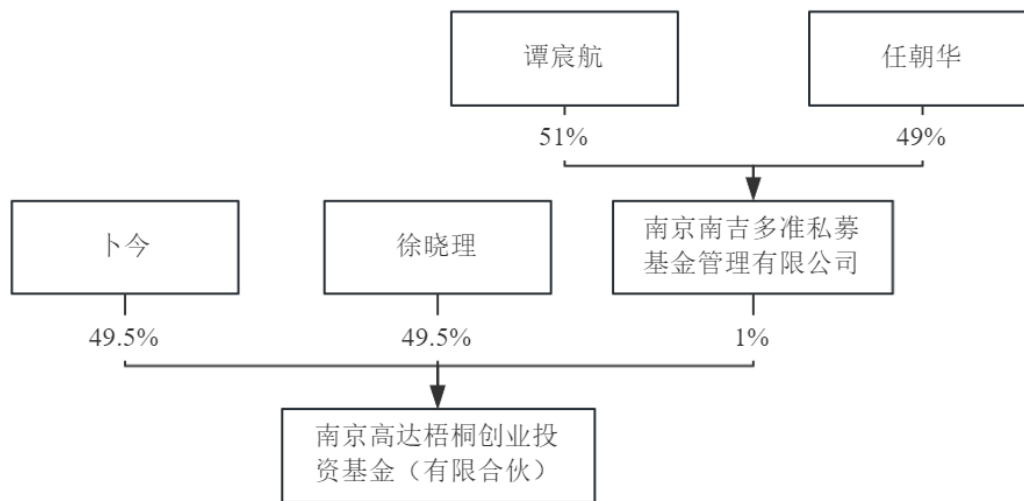 谭宸航
任朝华
51%
49%
卜今
徐晓理
南京南吉多准私募
基金管理有限公司
49.5%
49.5%
1%
南京高达梧桐创业投
资基金（有限合伙）